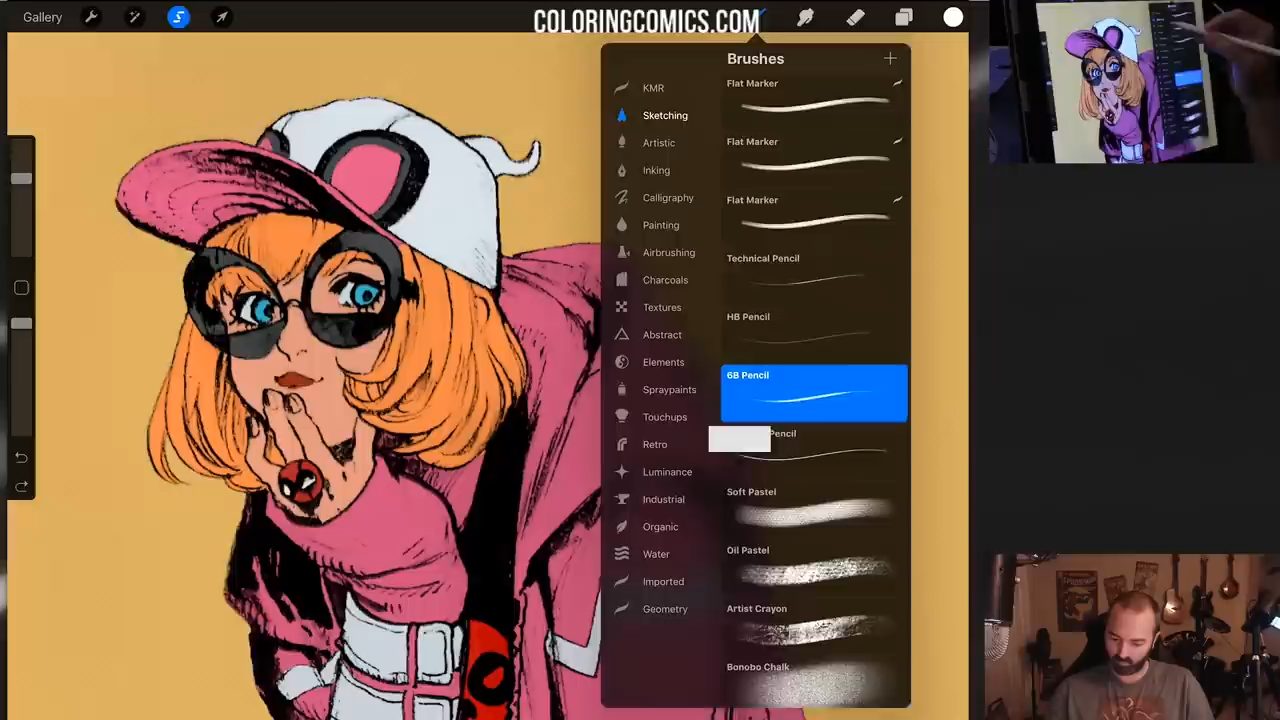 Gallery
COLORINGCOMICS.COM
Brushes
KMR
Sketching
Artistic
Inking
Calligraphy
Painting
Airbrushing
Charcoals
Textures
Abstract
Elements
Spraypaints
Touchups
Retro
Luminance
Industrial
Organic
Water
Imported
Geometry
Flat Marker
Flat Marker
Flat Marker
Technical Pencil
HB Pencil
6B Pencil
Pencil
Soft Pastel
Oil Pastel
Artist Crayon
Bonobo Chalk